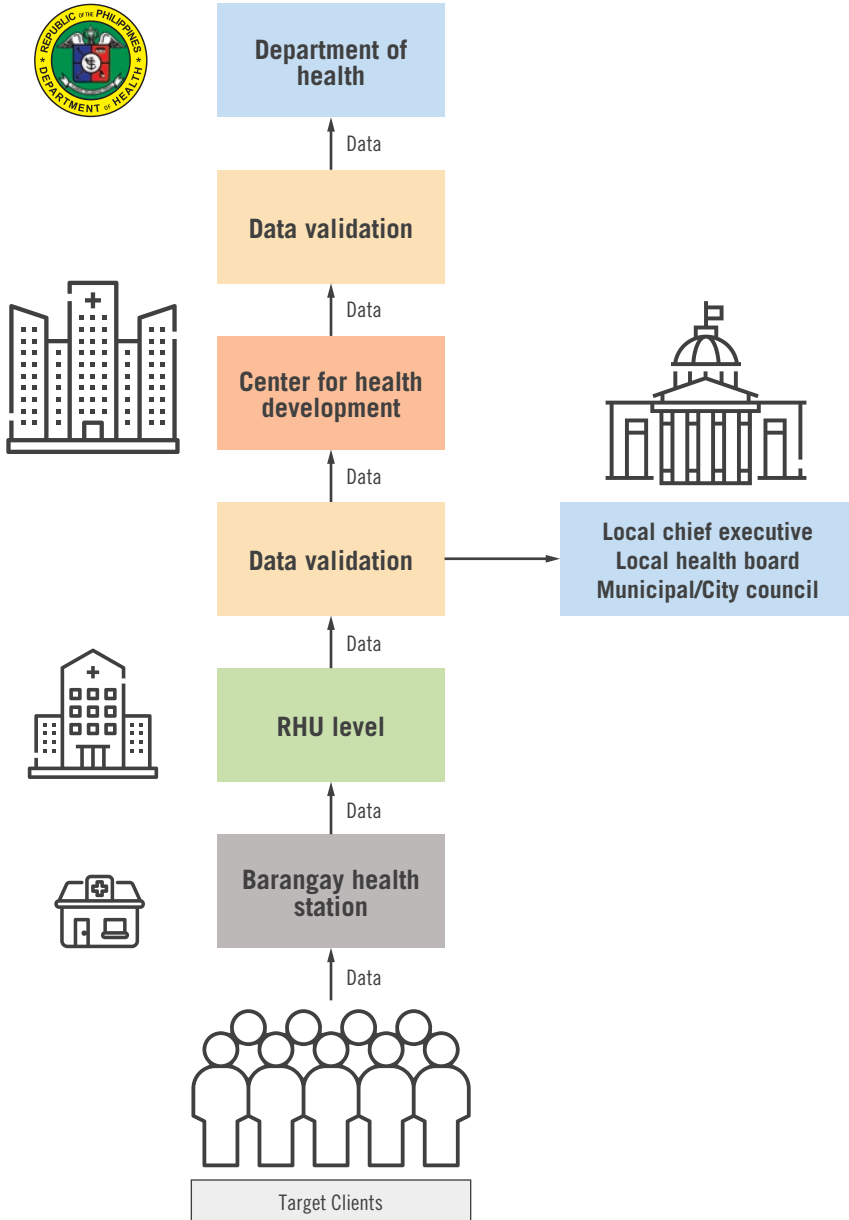 REPUBLIC OF THE PHILIPPINES
DEPARTMENT OF HEALTH
Department of
health
Data
Data validation
Data
Center for health
development
Data
Data validation
Local chief executive
Local health board
Municipal/City council
Data
RHU level
Data
Barangay health
station
Data
Target Clients